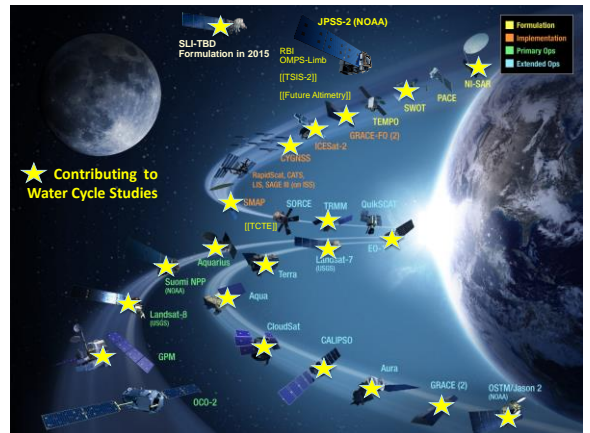 JPSS-2 (NOAA)
SLI-TBD
Formulation in 2015
RBI
OMPS-Limb
[[TSIS-2]]
[[Future Altimetry]]
Formulation
Implementation
Primary Ops
Extended Ops
NI-SAR
PACE
SWOT
TEMPO
GRACE-FO (2)
ICESat-2
CYGNSS
RapidScat, CATS,
LIS, SAGE III (on ISS)
Contributing to
Water Cycle Studies
SMAP
SORCE
TRMM
QuikSCAT
[[TCTE]]
EO-
Landsat-7
(USGS)
Aquarius
Terra
Suomi NPP
(NOAA)
Aqua
Landsat-8
(USGS)
CloudSat
CALIPSO
GPM
Aura
GRACE (2)
OSTM/Jason 2
(NOAA)
OCO-2